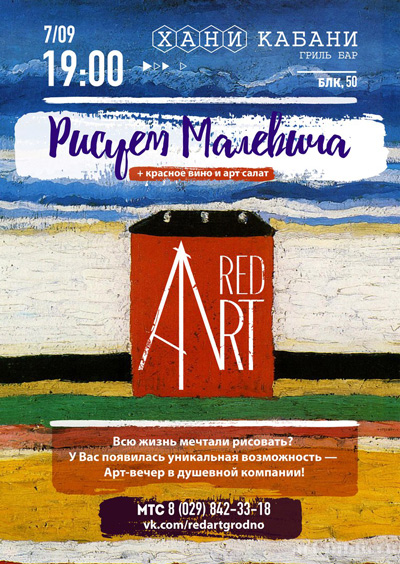 7/09
19:00
ХАНИ КАБАНИ
ГРИЛЬ БАР
БЛК, 50
Рисуем Малевича
+ красное вино и арт салат
RED
ART
Всю жизнь мечтали рисовать?
У Вас появилась уникальная возможность —
Арт-вечер в душевной компании!
МТС 8 (029) 842-33-18
vk.com/redartgrodno